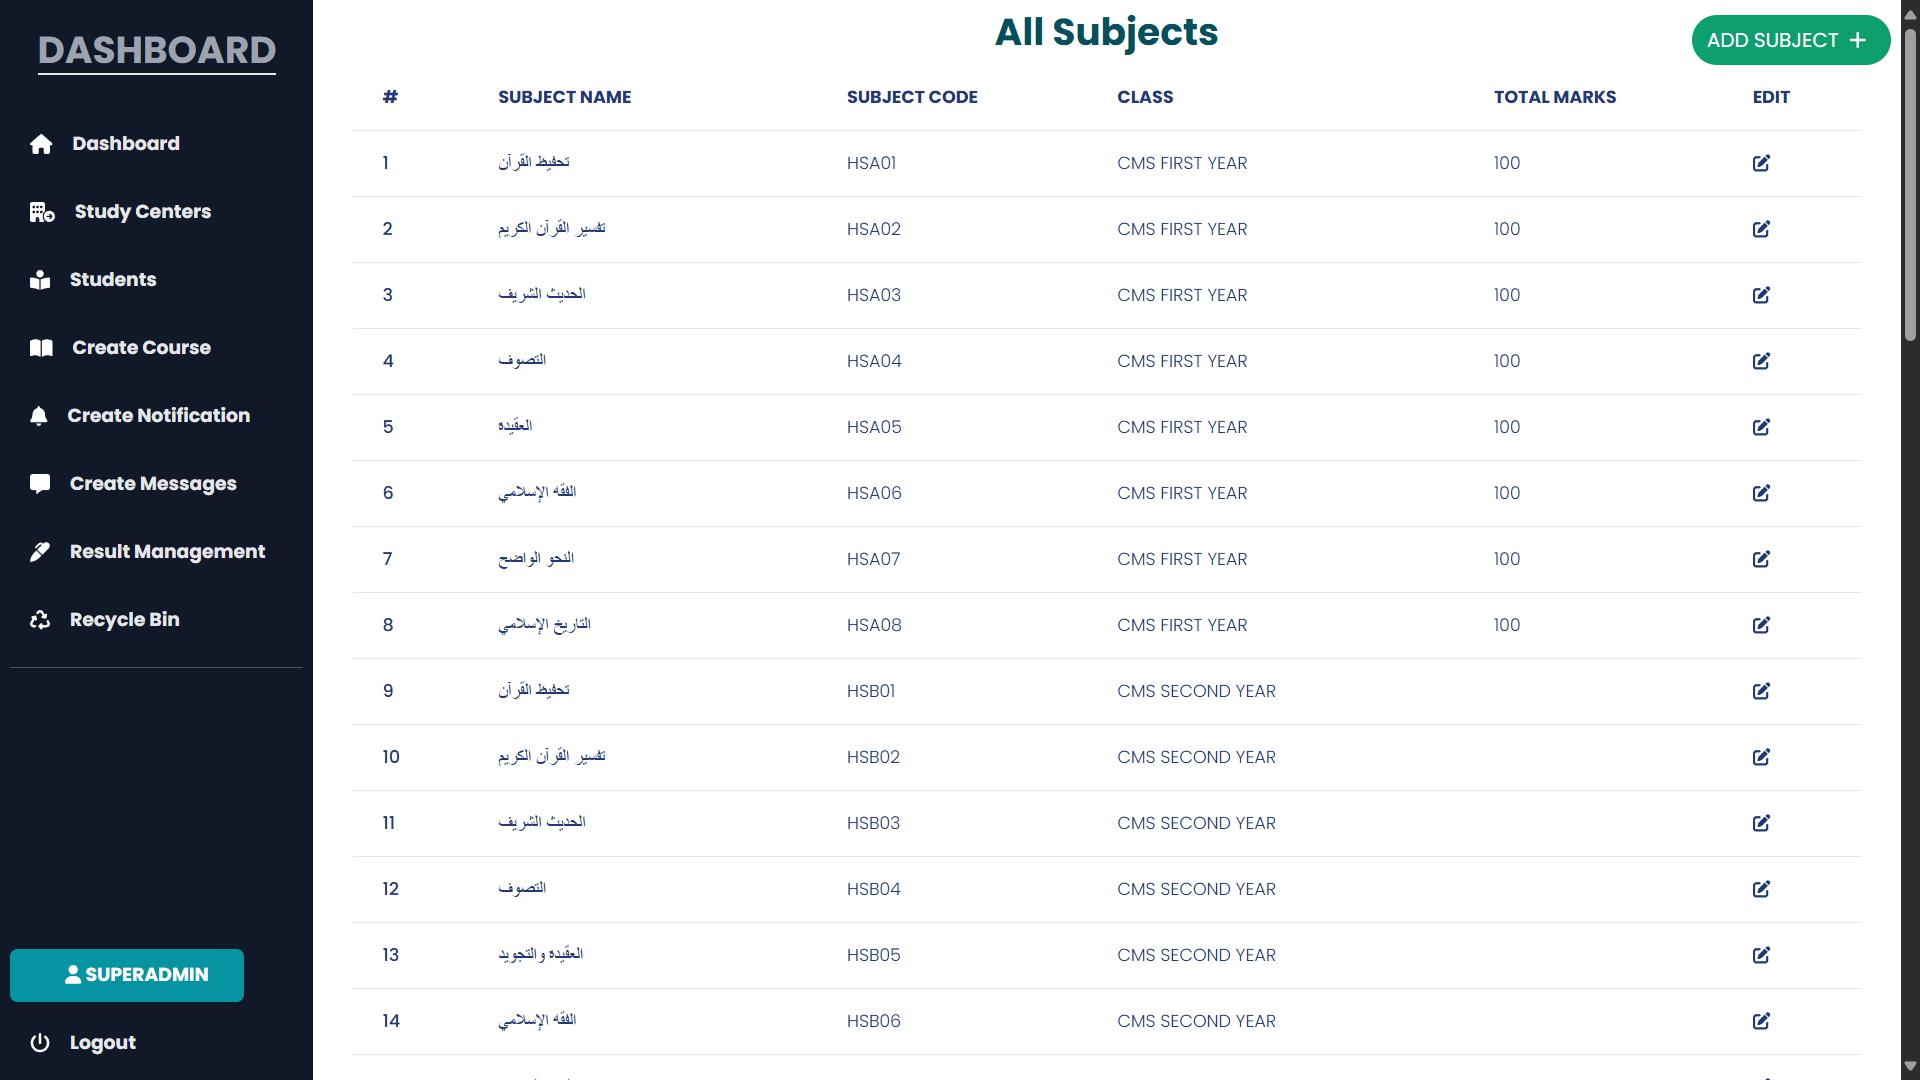 DASHBOARD
Dashboard
Study Centers
Students
Create Course
Create Notification
Create Messages
Result Management
Recycle Bin
SUPERADMIN
Logout
All Subjects
ADD SUBJECT +
# SUBJECT NAME SUBJECT CODE CLASS TOTAL MARKS EDIT
1 تحفيظ القرآن HSA01 CMS FIRST YEAR 100
2 تفسير القرآن الكريم HSA02 CMS FIRST YEAR 100
3 الحديث الشريف HSA03 CMS FIRST YEAR 100
4 التصوف HSA04 CMS FIRST YEAR 100
5 العقيدة HSA05 CMS FIRST YEAR 100
6 الفقه الإسلامي HSA06 CMS FIRST YEAR 100
7 النحو الواضح HSA07 CMS FIRST YEAR 100
8 التاريخ الإسلامي HSA08 CMS FIRST YEAR 100
9 تحفيظ القرآن HSB01 CMS SECOND YEAR
10 تفسير القرآن الكريم HSB02 CMS SECOND YEAR
11 الحديث الشريف HSB03 CMS SECOND YEAR
12 التصوف HSB04 CMS SECOND YEAR
13 العقيدة والتجويد HSB05 CMS SECOND YEAR
14 الفقه الإسلامي HSB06 CMS SECOND YEAR